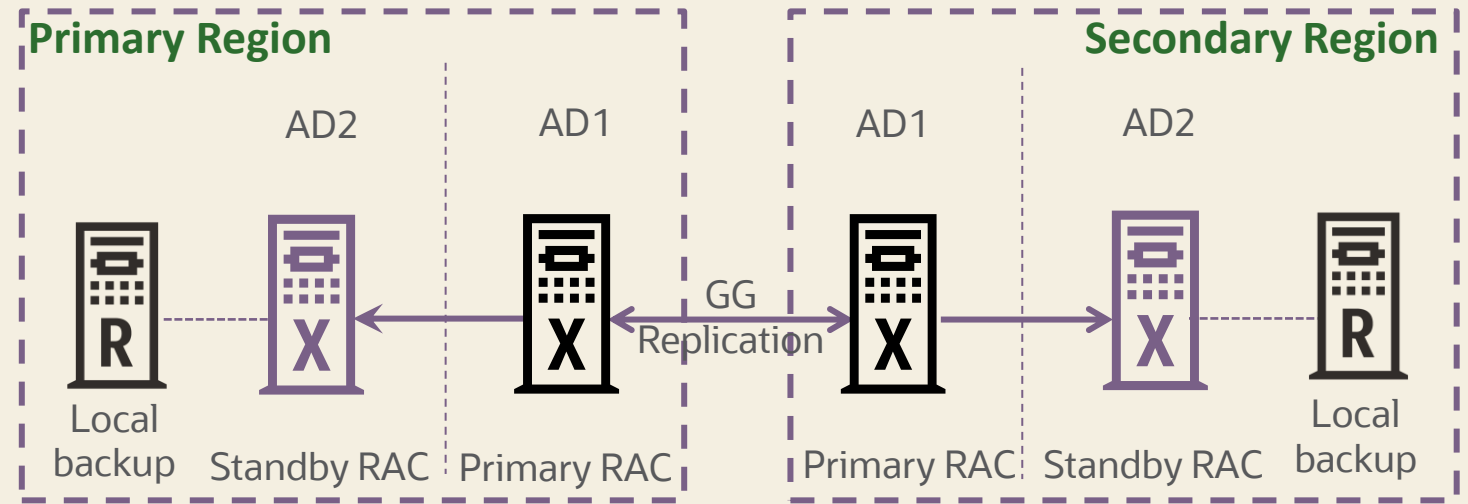 Primary Region
Secondary Region
AD2
AD1
AD1
AD2
GG
Replication
R
X
X
X
X
R
Local
backup
Standby RAC
Primary RAC
Primary RAC
Standby RAC
Local
backup